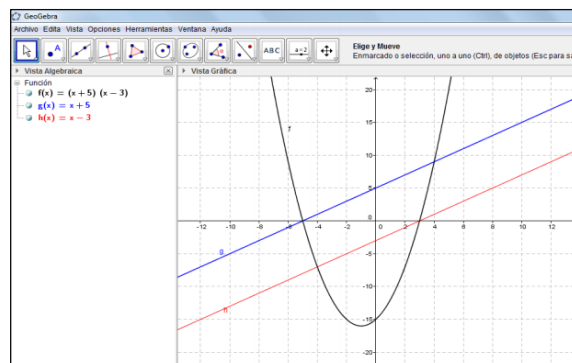 GeoGebra
Archivo Edita Vista Opciones Herramientas Ventana Ayuda
A
ABC
a=2
Elige y Mueve
Enmarcado o selección, uno a uno (Ctrl), de objetos (Esc para sa
Vista Algebraica
Vista Gráfica
Función
f(x) = (x + 5) (x − 3)
g(x) = x + 5
h(x) = x − 3
20
15
f
10
5
0
-12 -10 -8 -6 -4 -2 0 2 4 6 8 10 12
g
-5
h
-10
-15
-20